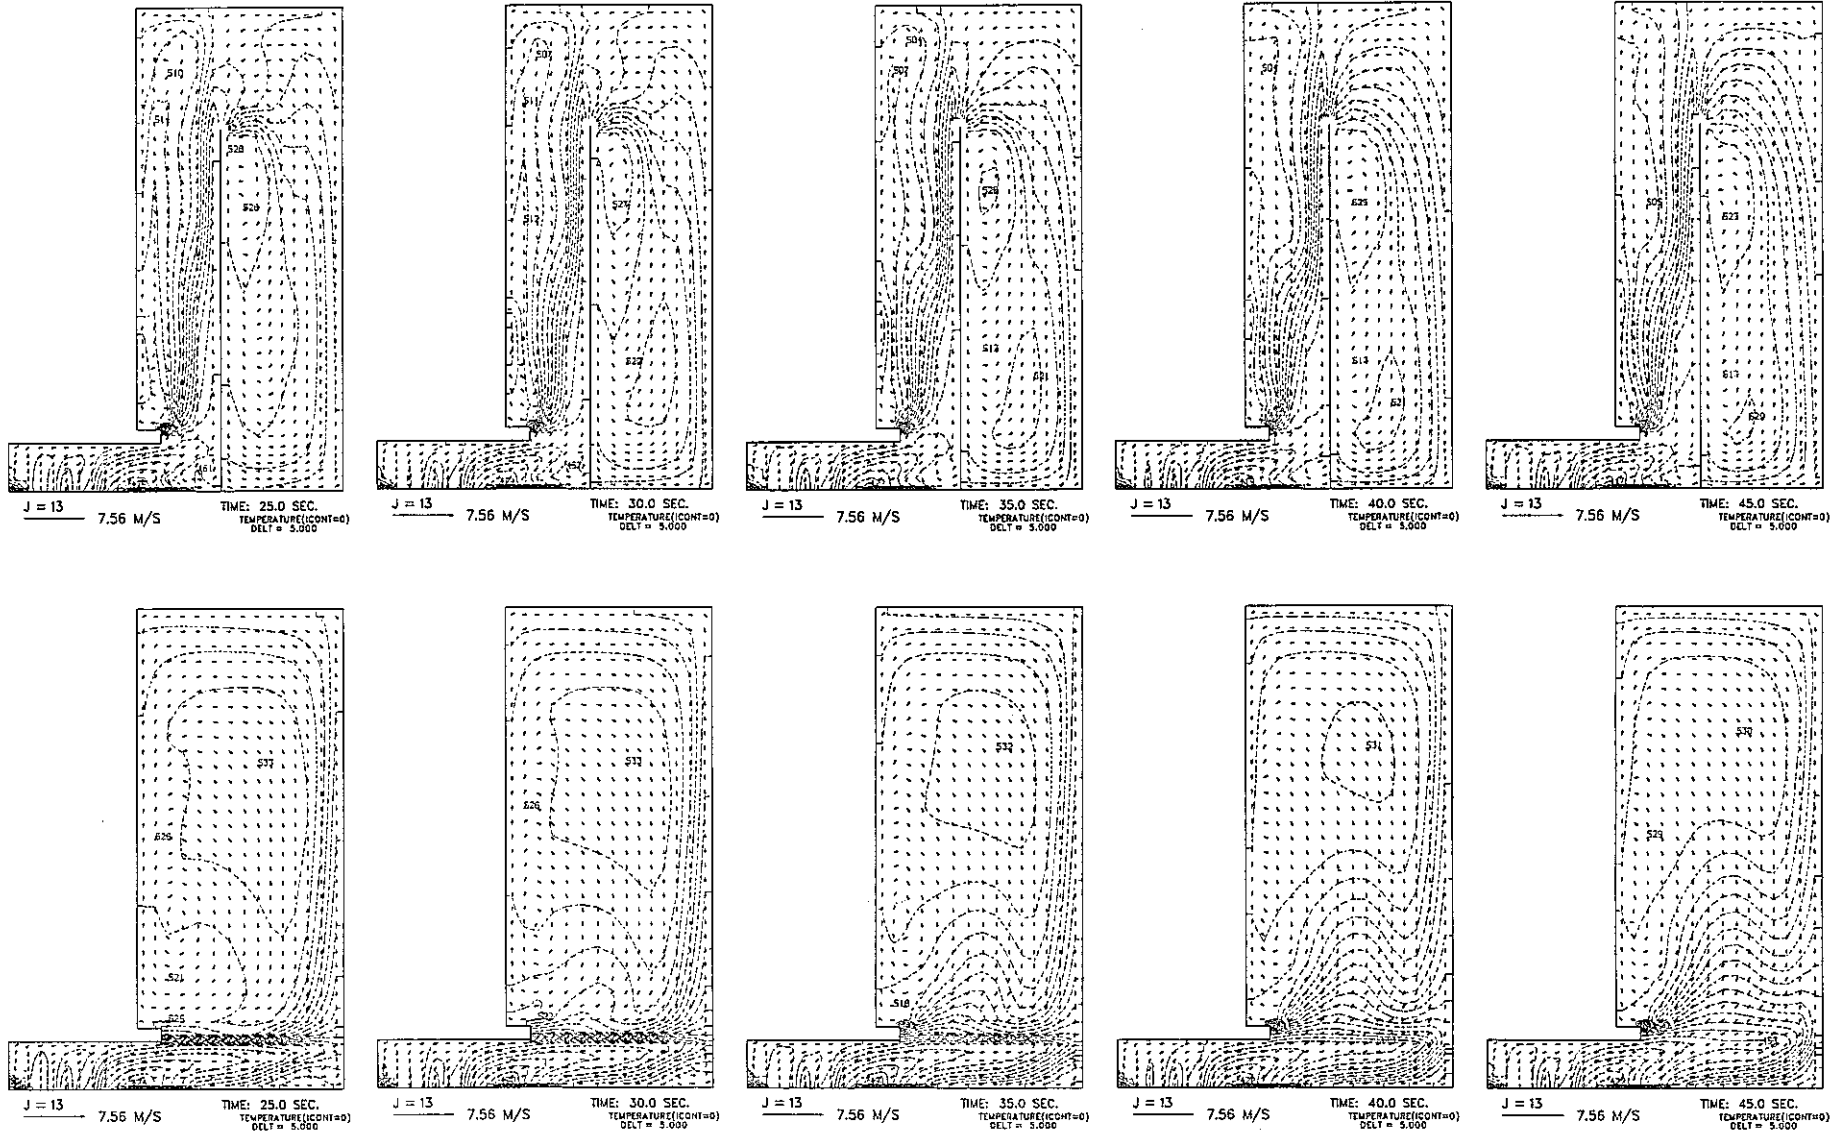 510
511
528
526
461
J = 13
TIME: 25.0 SEC.
7.56 M/S
TEMPERATURE(ICONT=0)
DELT = 5.000
507
511
512
527
522
J = 13
TIME: 30.0 SEC.
7.56 M/S
TEMPERATURE(ICONT=0)
DELT = 5.000
507
526
513
521
J = 13
TIME: 35.0 SEC.
7.56 M/S
TEMPERATURE(ICONT=0)
DELT = 5.000
525
513
521
J = 13
TIME: 40.0 SEC.
7.56 M/S
TEMPERATURE(ICONT=0)
DELT = 5.000
505
523
513
520
J = 13
TIME: 45.0 SEC.
7.56 M/S
TEMPERATURE(ICONT=0)
DELT = 5.000
533
526
521
J = 13
TIME: 25.0 SEC.
7.56 M/S
TEMPERATURE(ICONT=0)
DELT = 5.000
533
526
J = 13
TIME: 30.0 SEC.
7.56 M/S
TEMPERATURE(ICONT=0)
DELT = 5.000
532
518
J = 13
TIME: 35.0 SEC.
7.56 M/S
TEMPERATURE(ICONT=0)
DELT = 5.000
531
J = 13
TIME: 40.0 SEC.
7.56 M/S
TEMPERATURE(ICONT=0)
DELT = 5.000
530
529
J = 13
TIME: 45.0 SEC.
7.56 M/S
TEMPERATURE(ICONT=0)
DELT = 5.000